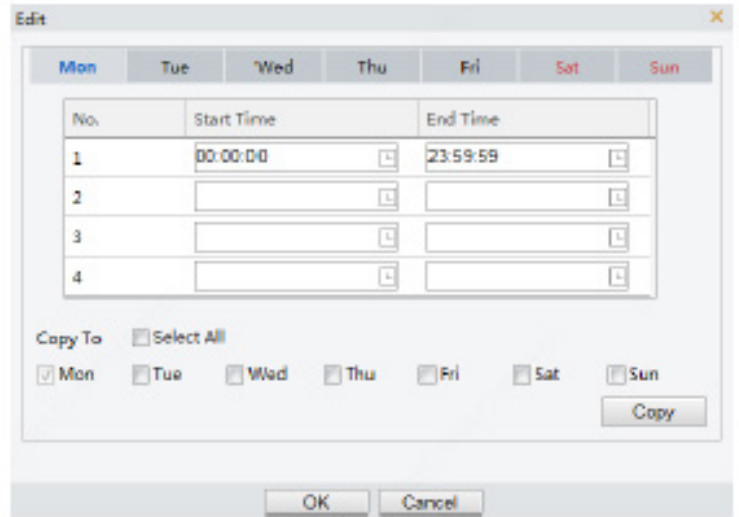 Edit
Mon Tue Wed Thu Fri Sat Sun
No. Start Time End Time
1 00:00:00 23:59:59
2
3
4
Copy To Select All
Mon Tue Wed Thu Fri Sat Sun
Copy
OK Cancel